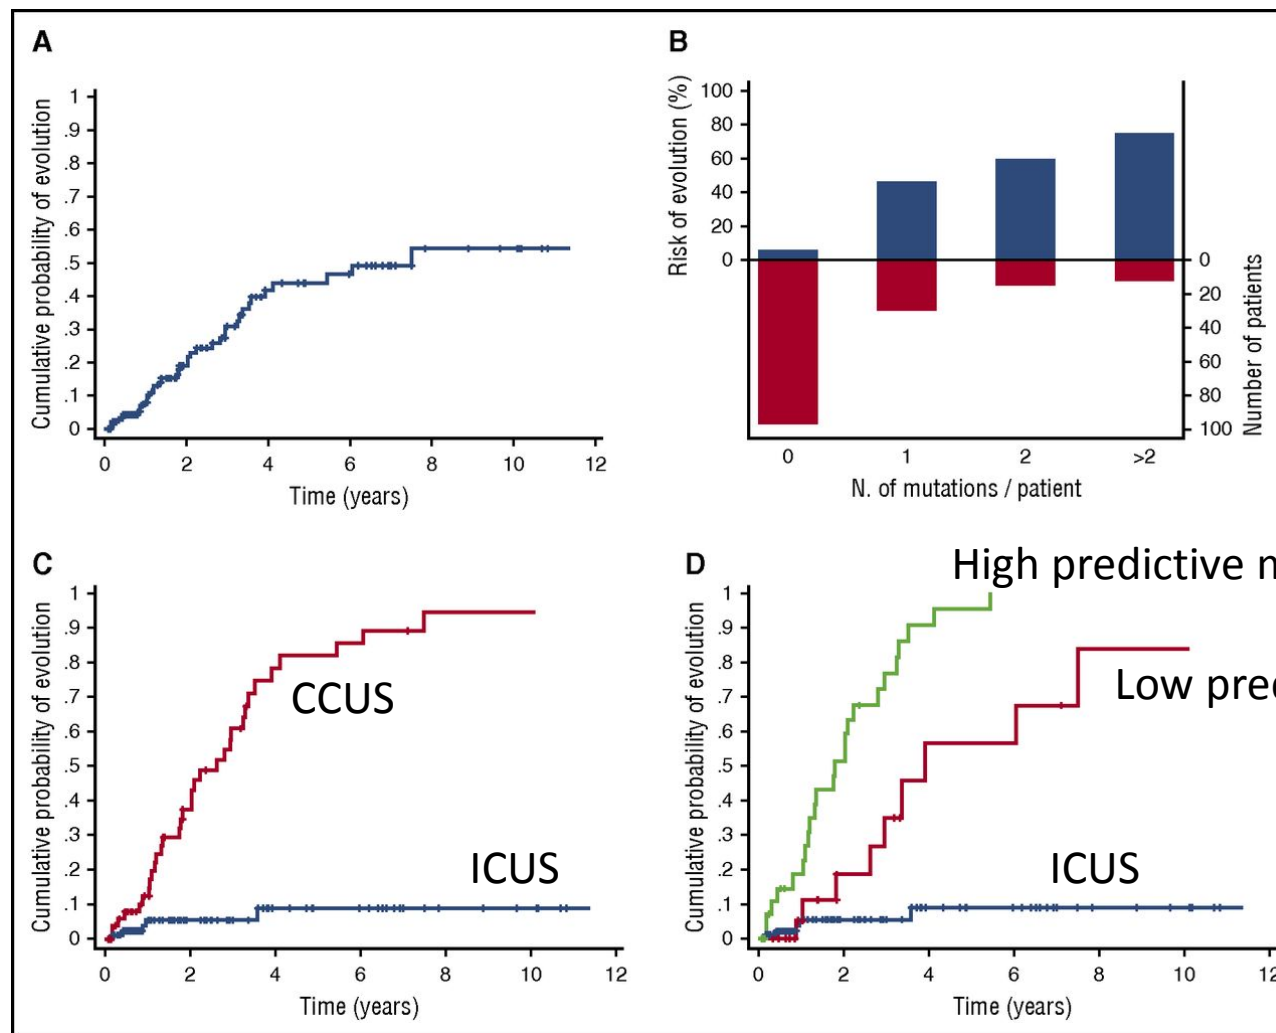 A
Cumulative probability of evolution
1
.9
.8
.7
.6
.5
.4
.3
.2
.1
0
0 2 4 6 8 10 12
Time (years)
B
Risk of evolution (%)
100
80
60
40
20
0
0
20
40
60
80
100
Number of patients
0 1 2 >2
N. of mutations / patient
C
Cumulative probability of evolution
1
.9
.8
.7
.6
.5
.4
.3
.2
.1
0
CCUS
ICUS
0 2 4 6 8 10 12
Time (years)
D
High predictive
Cumulative probability of evolution
1
.9
.8
.7
.6
.5
.4
.3
.2
.1
0
Low
ICUS
0 2 4 6 8 10 12
Time (years)